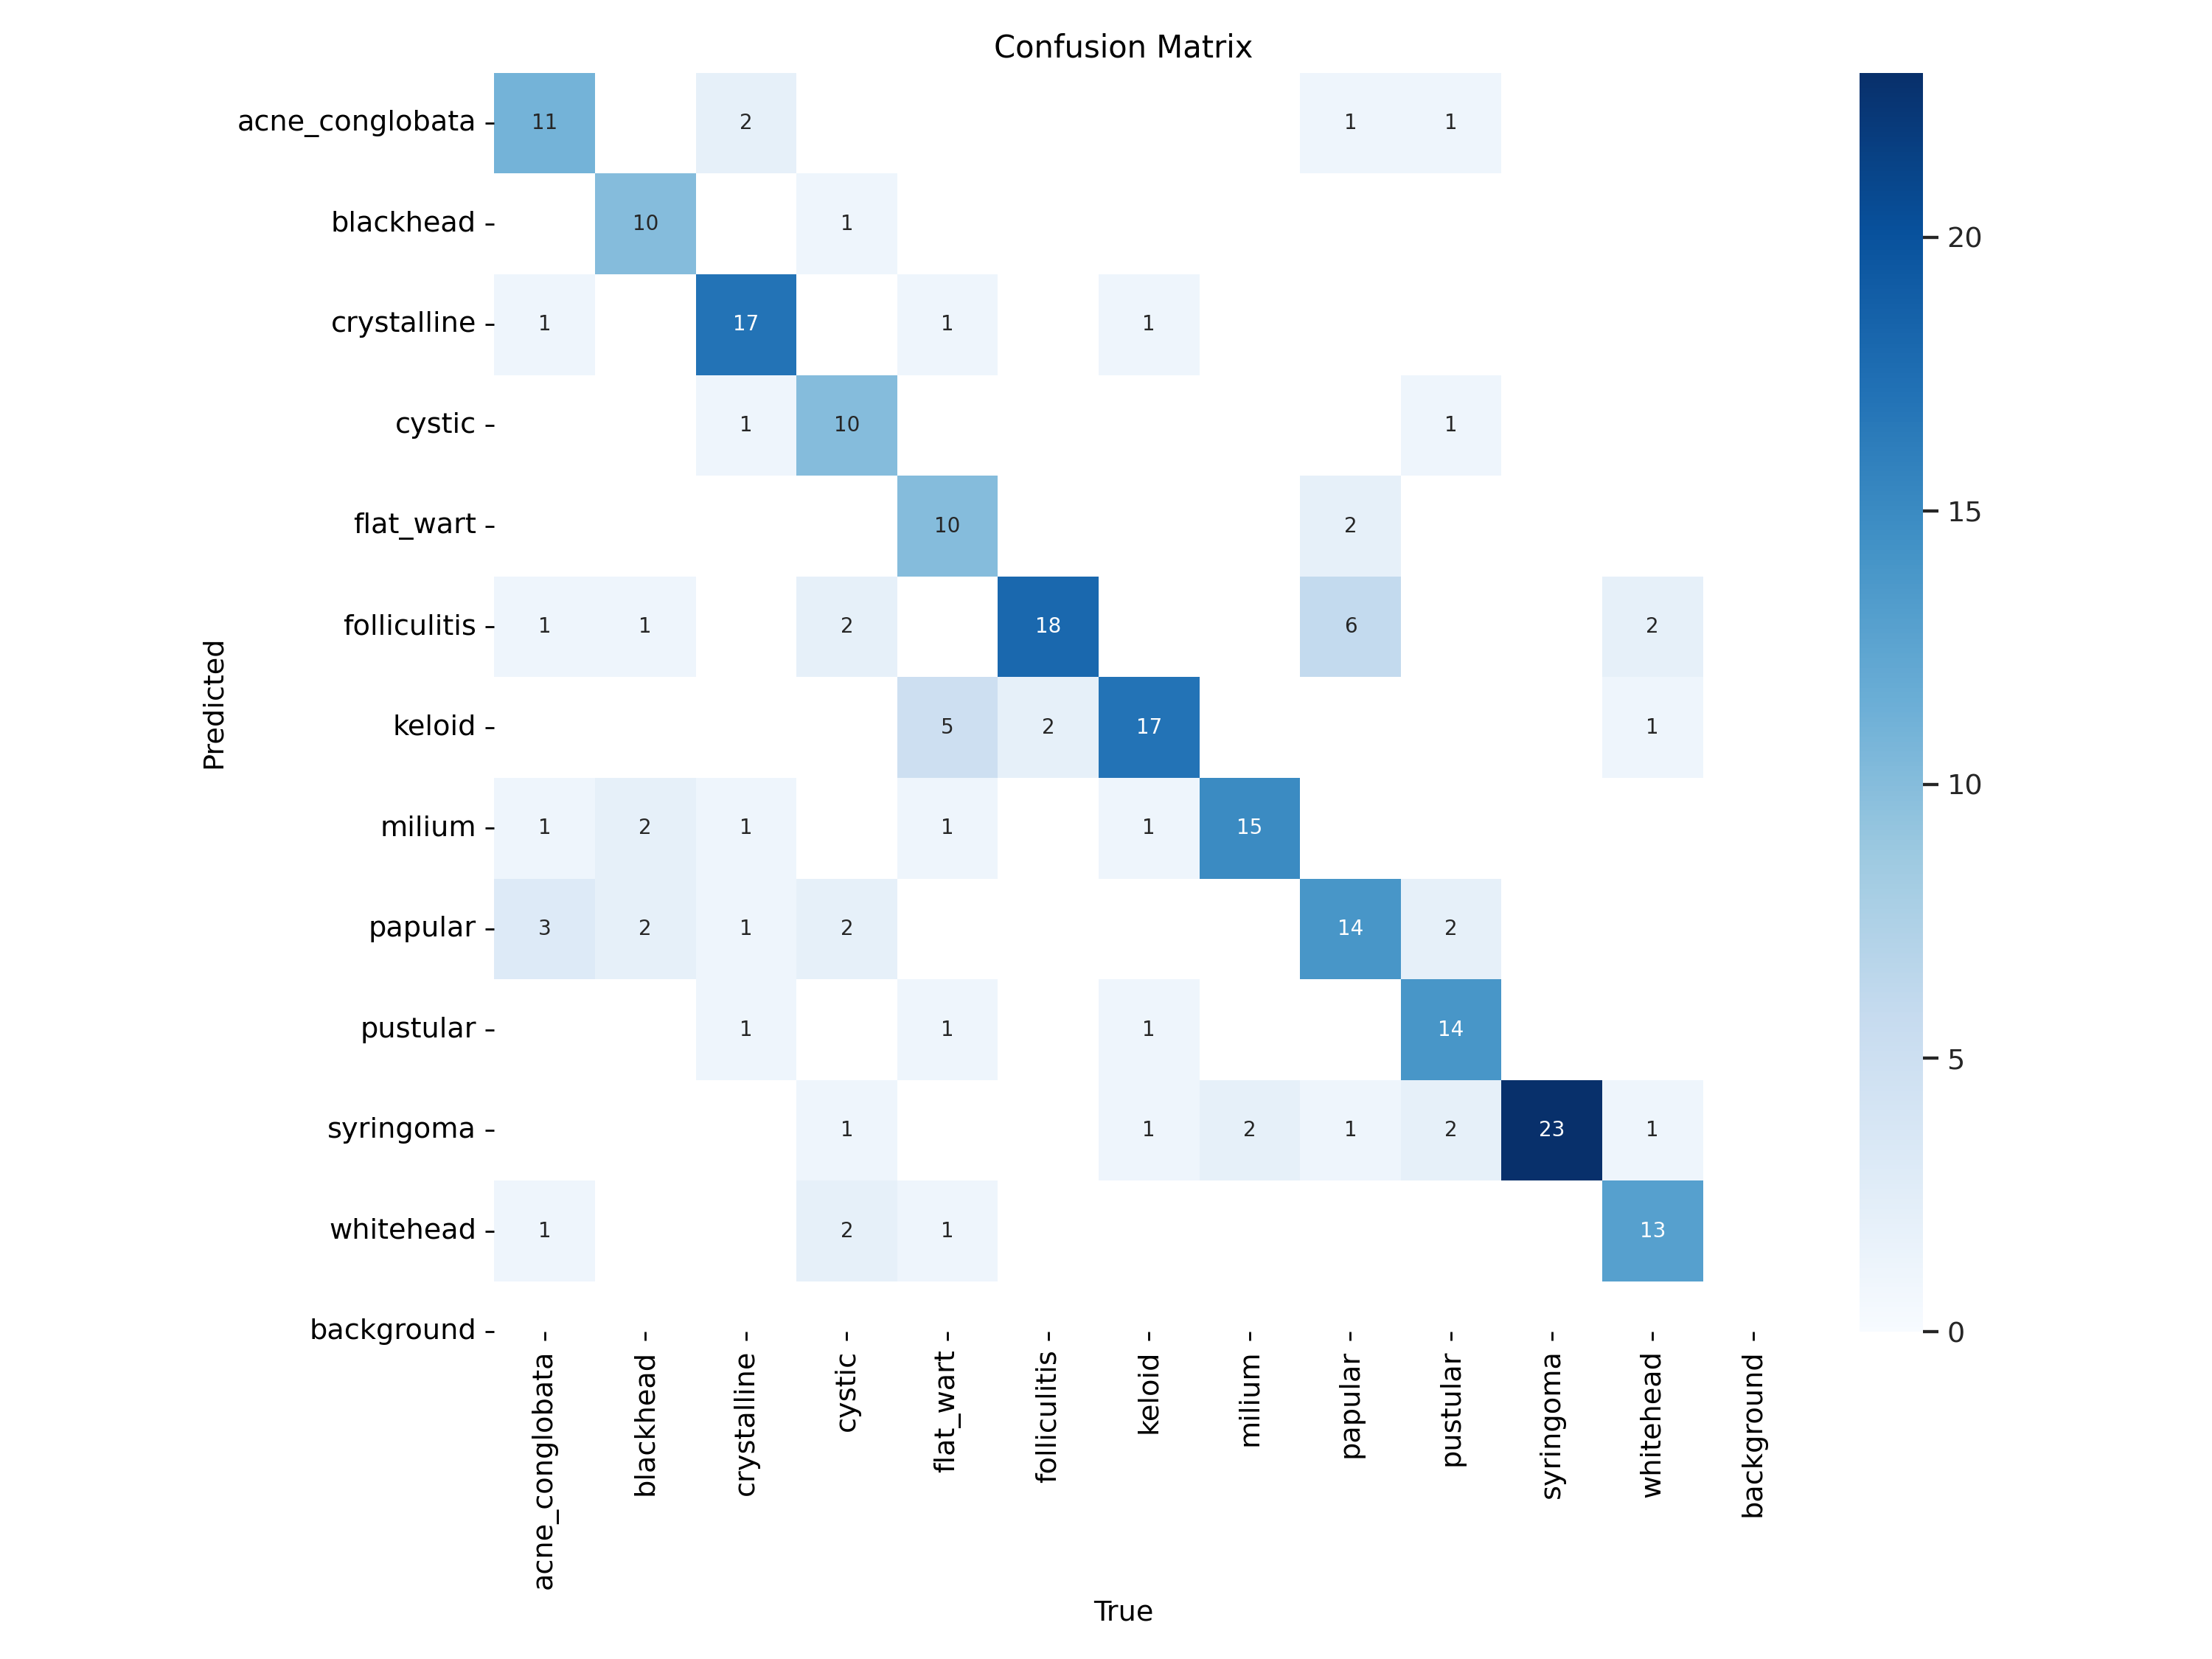 Confusion Matrix
acne_conglobata 11 2 1 1
blackhead 10 1
20
crystalline 1 17 1 1
cystic 1 10 1
15
flat_wart 10 2
folliculitis 1 1 2 18 6 2
Predicted
keloid 5 2 17 1
10
milium 1 2 1 1 1 15
papular 3 2 1 2 14 2
pustular 1 1 1 14
5
syringoma 1 1 2 1 2 23 1
whitehead 1 2 1 13
background
0
acne_conglobata
blackhead
crystalline
cystic
flat_wart
folliculitis
keloid
milium
papular
pustular
syringoma
whitehead
background
True